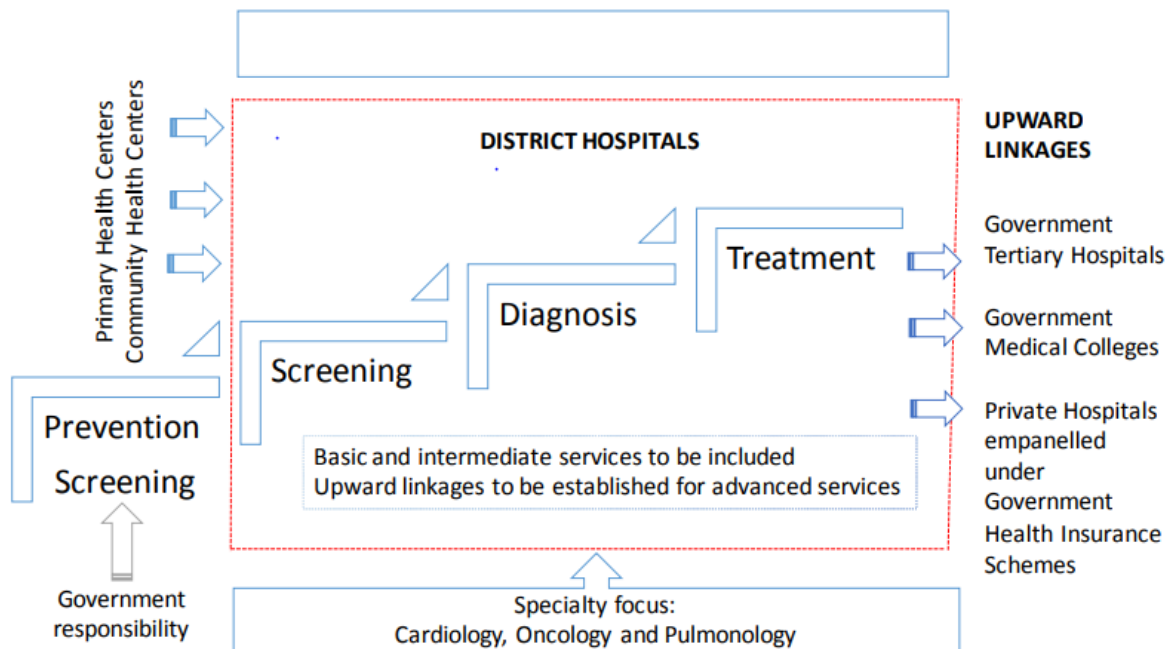 Primary Health Centers
Community Health Centers
DISTRICT HOSPITALS
UPWARD
LINKAGES
Prevention
Screening
Screening
Diagnosis
Treatment
Government
Tertiary Hospitals
Government
Medical Colleges
Private Hospitals
empanelled
under
Government
Health Insurance
Schemes
Basic and intermediate services to be included
Upward linkages to be established for advanced services
Government
responsibility
Specialty focus:
Cardiology, Oncology and Pulmonology